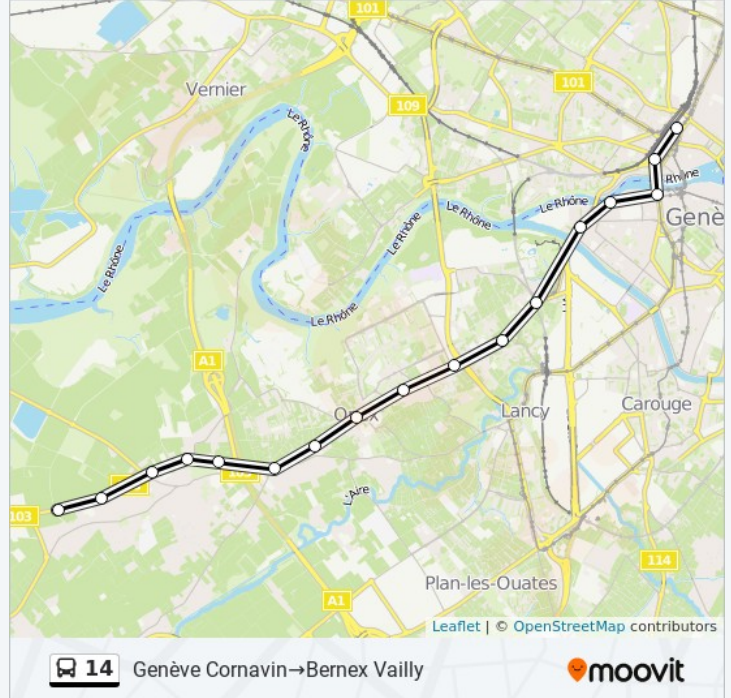 101
Vernier
101
109
Le Rhône
Rhône
Le Rhône
Le Rhône
Genè
Le Rhône
Le Rhône
Le Rhône
A1
Lancy
Carouge
103
L'Aire
114
Plan-les-Ouates
A1
Leaflet | © OpenStreetMap contributors
14 Genève Cornavin→Bernex Vailly
moovit